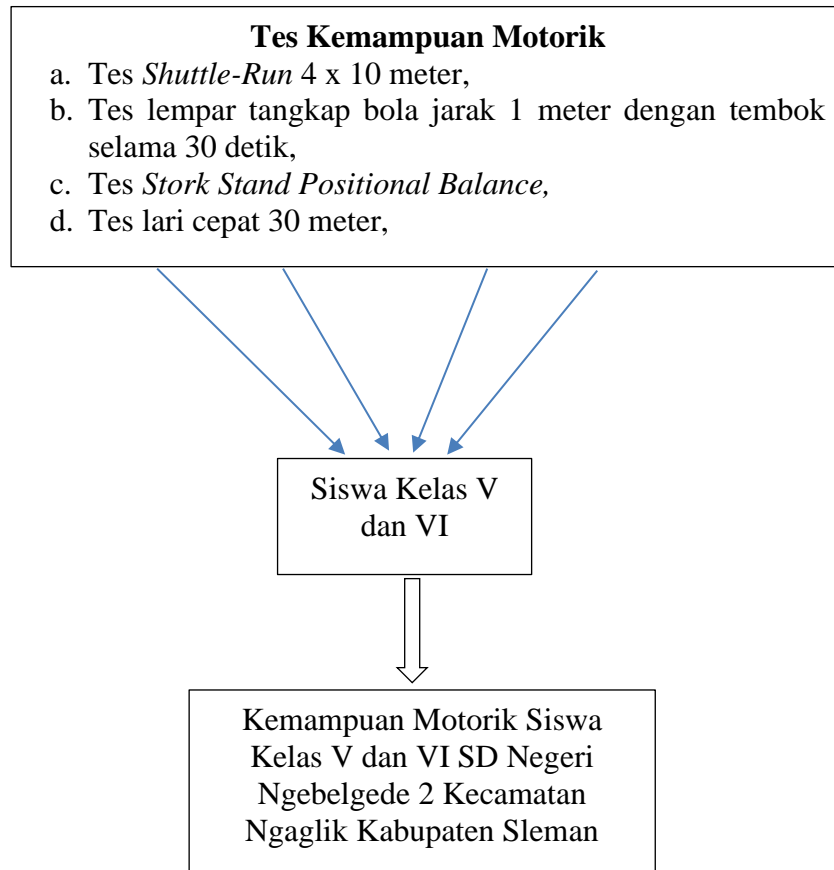 Tes Kemampuan Motorik
a. Tes Shuttle-Run 4 x 10 meter,
b. Tes lempar tangkap bola jarak 1 meter dengan tembok
selama 30 detik,
c. Tes Stork Stand Positional Balance,
d. Tes lari cepat 30 meter,
Siswa Kelas V
dan VI
Kemampuan Motorik Siswa
Kelas V dan VI SD Negeri
Ngebelgede 2 Kecamatan
Ngaglik Kabupaten Sleman